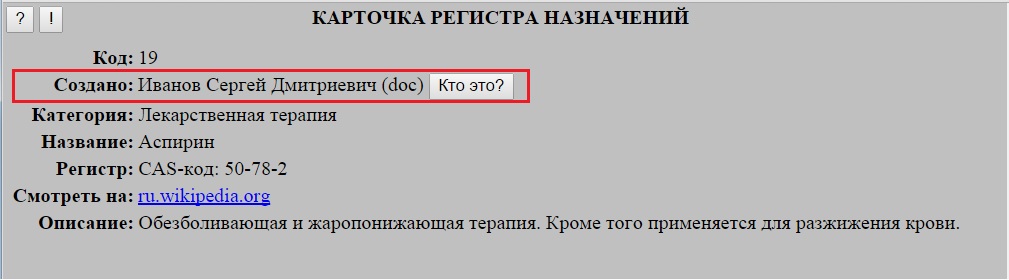 ? ! КАРТОЧКА РЕГИСТРА НАЗНАЧЕНИЙ
Код: 19
Создано: Иванов Сергей Дмитриевич (doc) Кто это?
Категория: Лекарственная терапия
Название: Аспирин
Регистр: CAS-код: 50-78-2
Смотреть на: ru.wikipedia.org
Описание: Обезболивающая и жаропонижающая терапия. Кроме того применяется для разжижения крови.